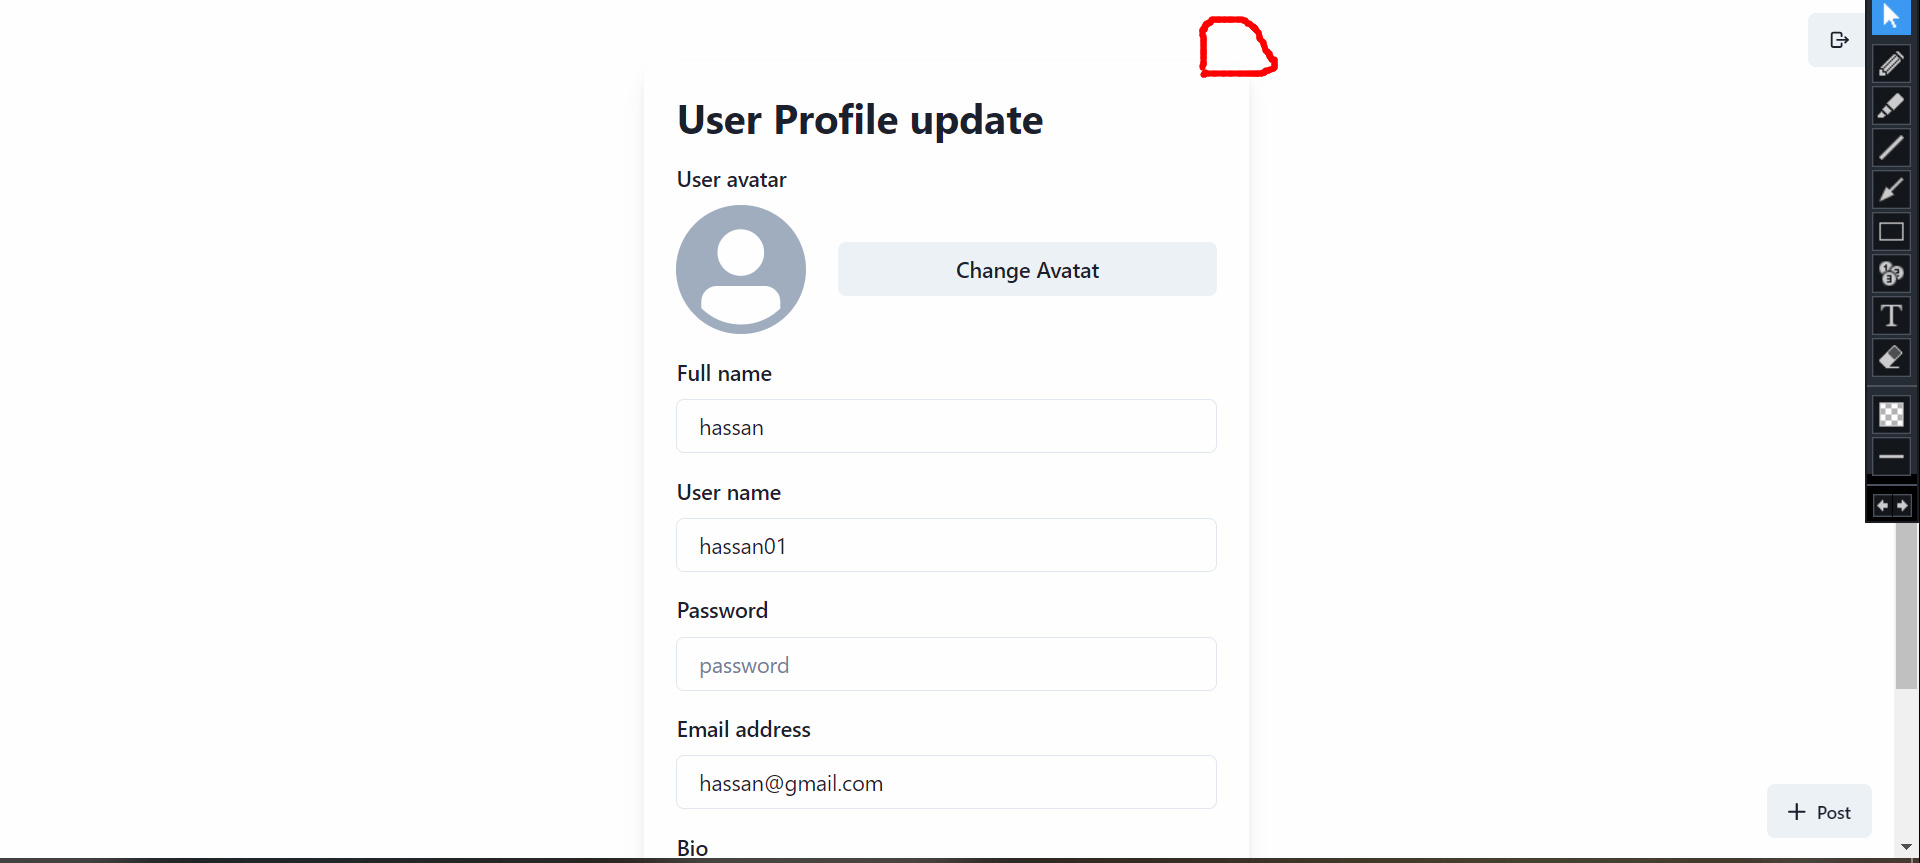 User Profile update
User avatar
Change Avatat
Full name
hassan
User name
hassan01
Password
password
Email address
hassan@gmail.com
Bio
Post